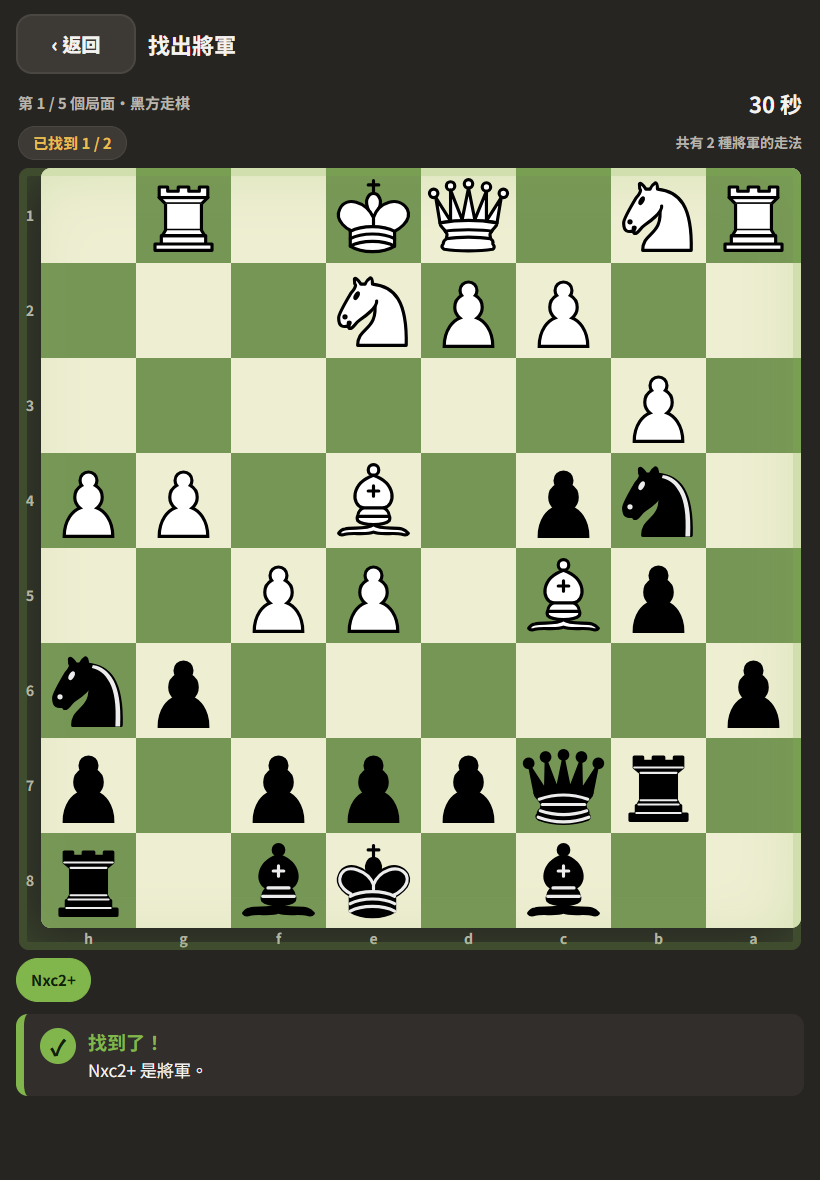 ‹ 返回
找出將軍
第 1 / 5 個局面・黑方走棋
30 秒
已找到 1 / 2
共有 2 種將軍的走法
1
2
3
4
5
6
7
8
h g f e d c b a
Nxc2+
找到了！
Nxc2+ 是將軍。